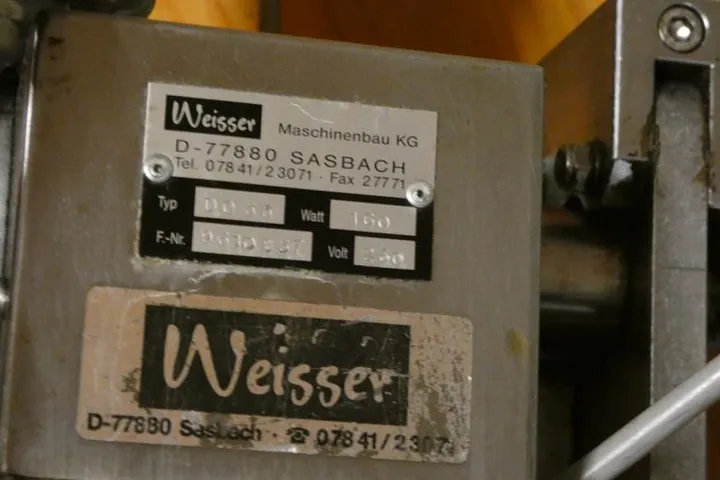 Weisser Maschinenbau KG
D-77880 SASBACH
Tel. 07841/23071 · Fax 27771
Typ Watt 160
F.-Nr. Volt
Weisser
D-77880 Sasbach · ☎ 07841/23071